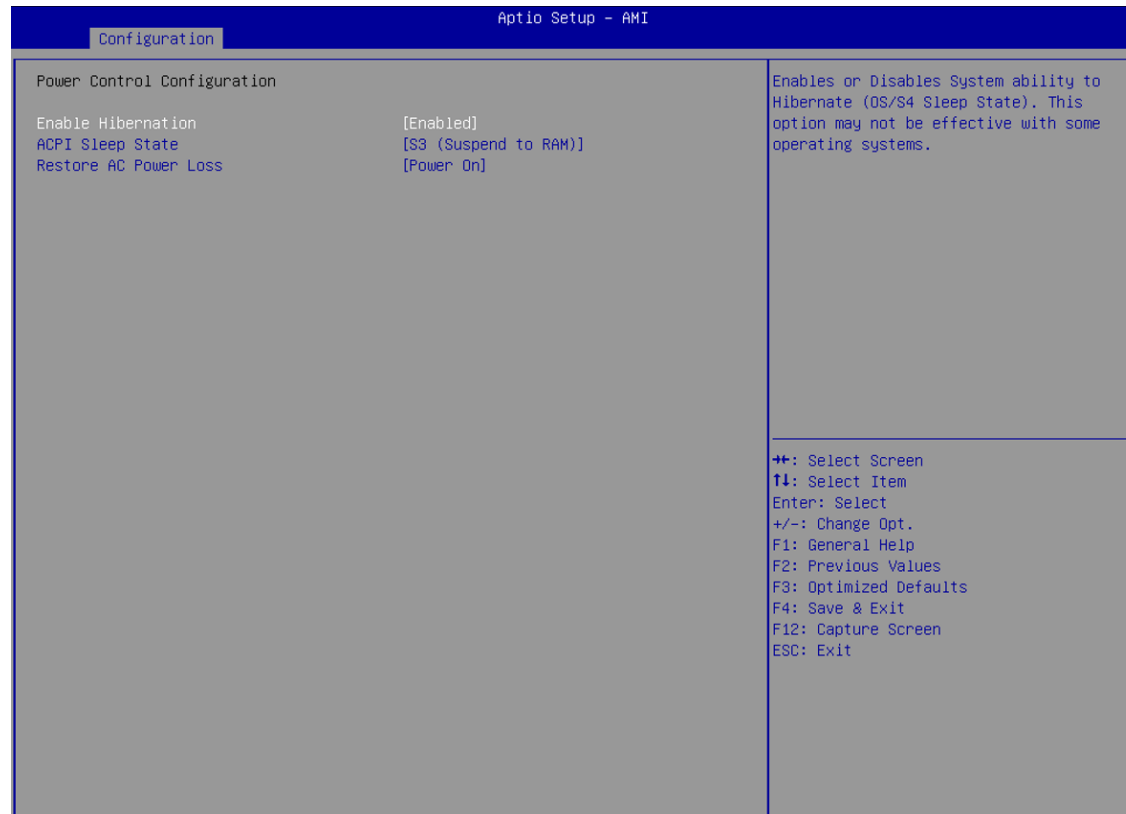 Aptio Setup – AMI
Configuration
Power Control Configuration
Enable Hibernation [Enabled]
ACPI Sleep State [S3 (Suspend to RAM)]
Restore AC Power Loss [Power On]
Enables or Disables System ability to
Hibernate (OS/S4 Sleep State). This
option may not be effective with some
operating systems.
→←: Select Screen
↑↓: Select Item
Enter: Select
+/-: Change Opt.
F1: General Help
F2: Previous Values
F3: Optimized Defaults
F4: Save & Exit
F12: Capture Screen
ESC: Exit